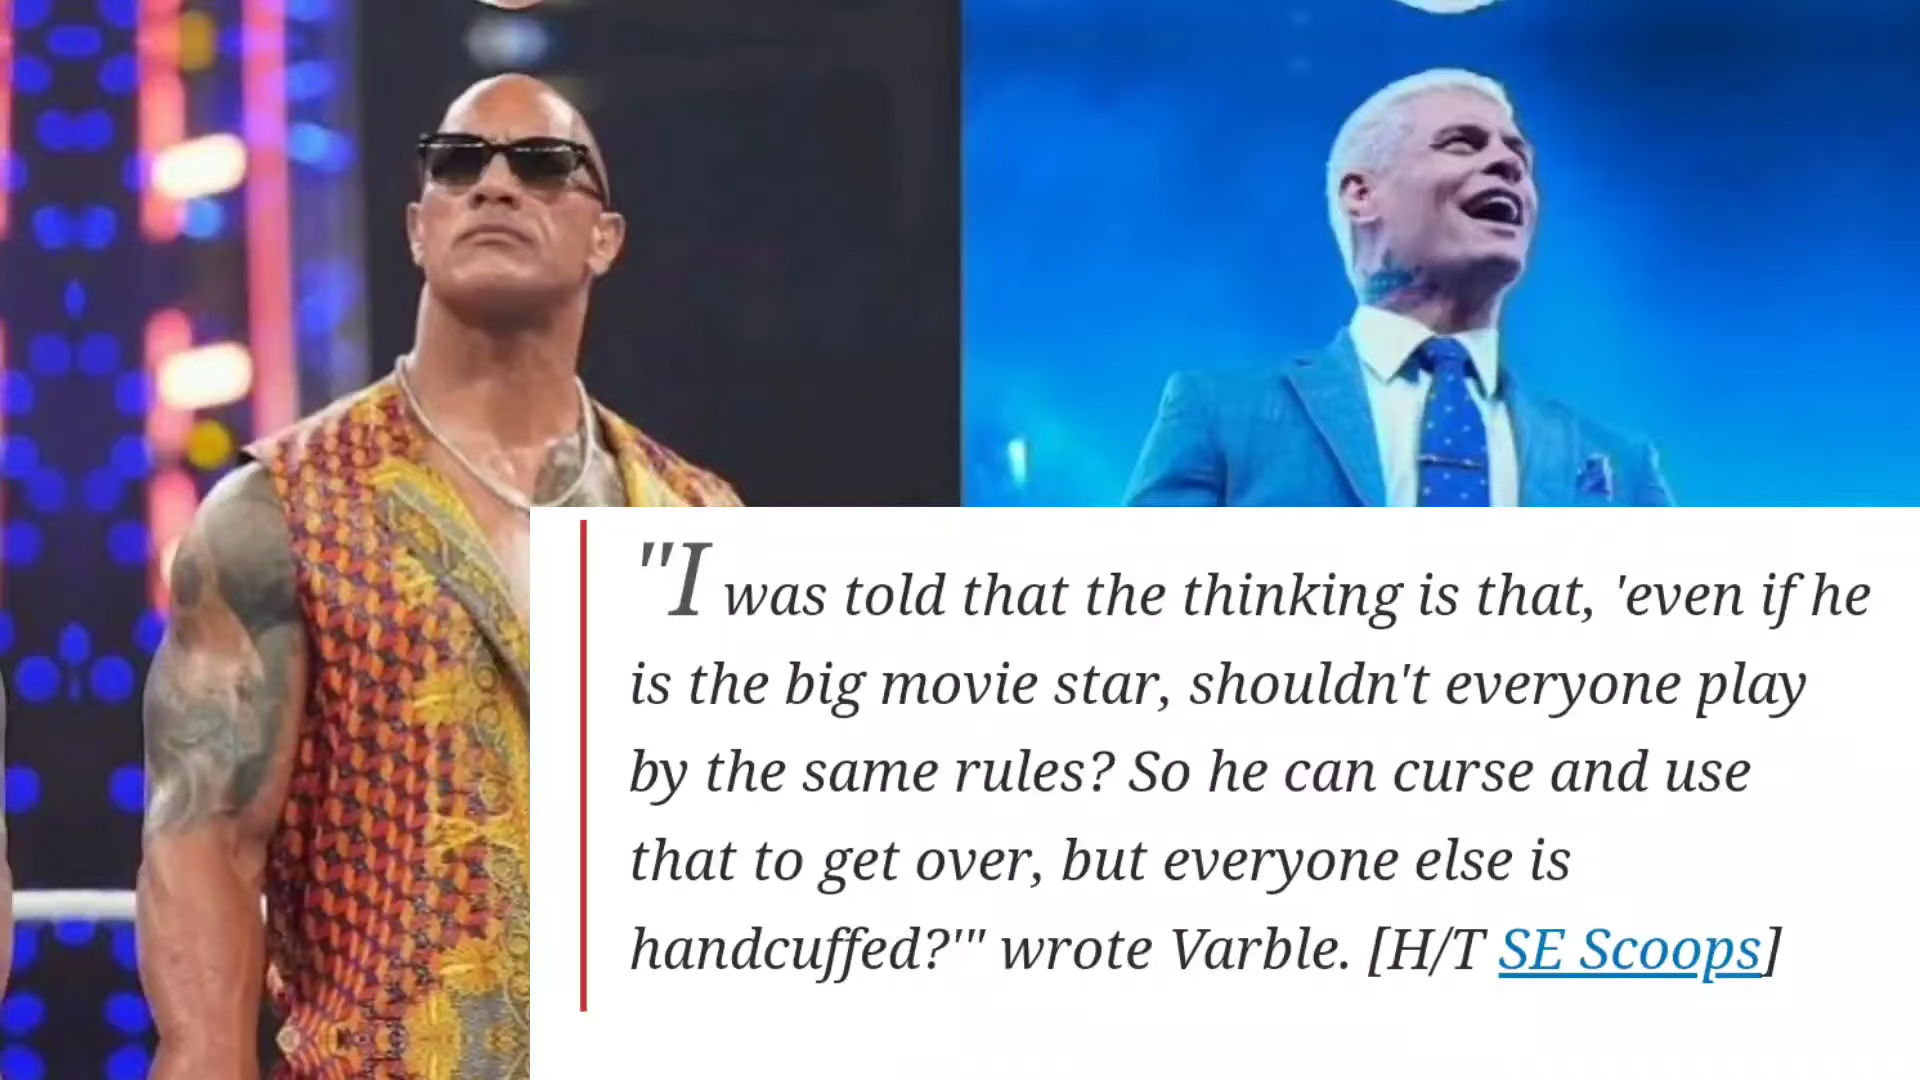 "I was told that the thinking is that, 'even if he
is the big movie star, shouldn't everyone play
by the same rules? So he can curse and use
that to get over, but everyone else is
handcuffed?'" wrote Varble. [H/T SE Scoops]